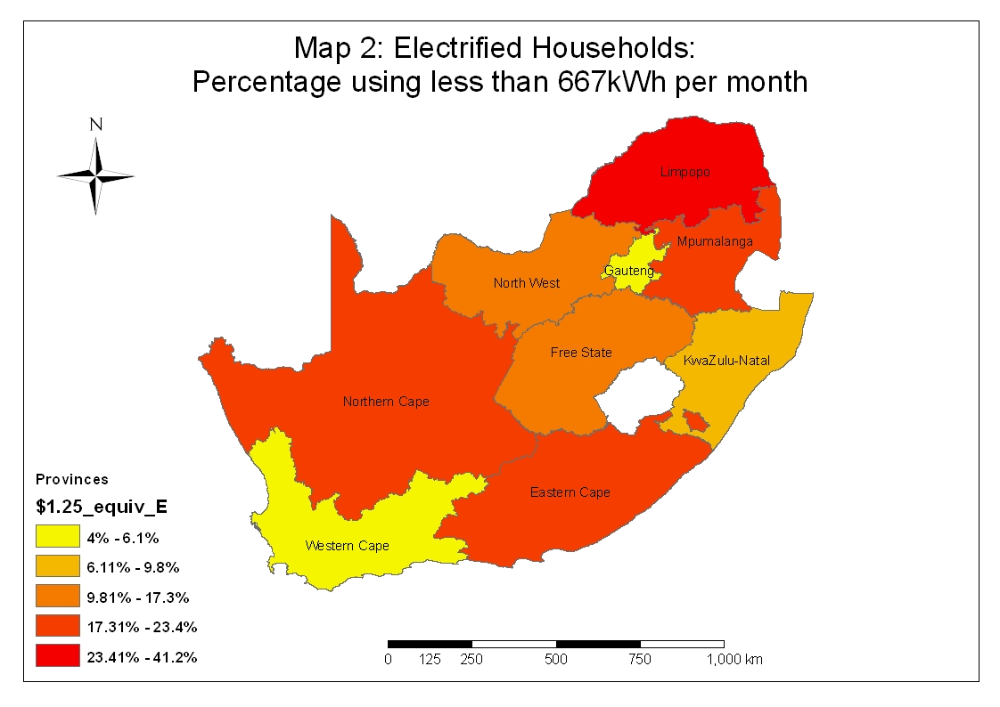 Map 2: Electrified Households:
Percentage using less than 667kWh per month
N
Limpopo
Mpumalanga
Gauteng
North West
Free State
KwaZulu-Natal
Northern Cape
Eastern Cape
Western Cape
Provinces
$1.25_equiv_E
4% - 6.1%
6.11% - 9.8%
9.81% - 17.3%
17.31% - 23.4%
23.41% - 41.2%
0 125 250 500 750 1,000 km